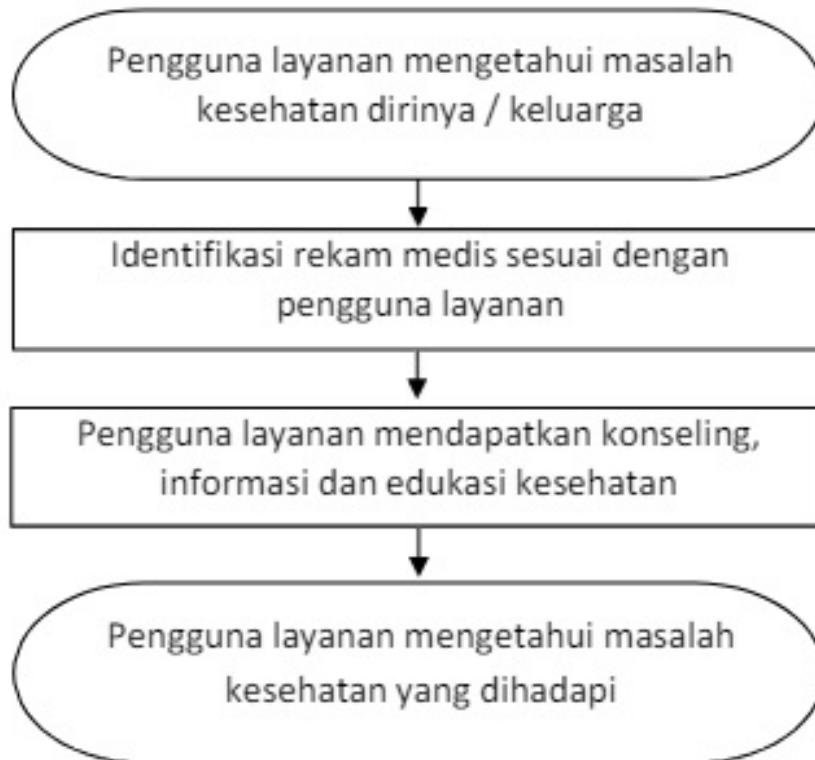 Pengguna layanan mengetahui masalah
kesehatan dirinya / keluarga
Identifikasi rekam medis sesuai dengan
pengguna layanan
Pengguna layanan mendapatkan konseling,
informasi dan edukasi kesehatan
Pengguna layanan mengetahui masalah
kesehatan yang dihadapi